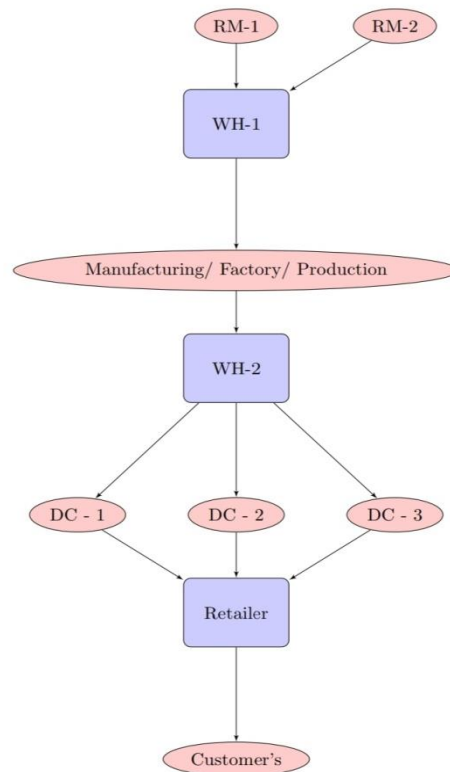 RM-1
RM-2
WH-1
Manufacturing/ Factory/ Production
WH-2
DC - 1
DC - 2
DC - 3
Retailer
Customer's